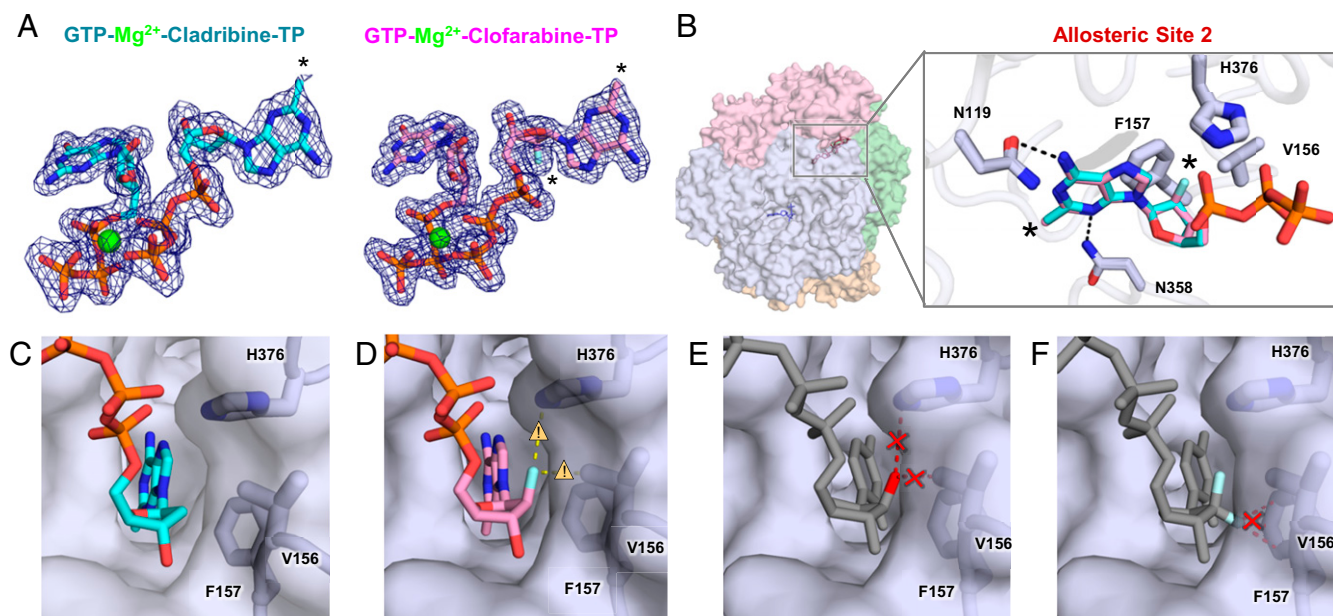 A
GTP-Mg2+-Cladribine-TP
*
GTP-Mg2+-Clofarabine-TP
*
*
B
Allosteric Site 2
H376
N119
F157
V156
*
*
N358
C
H376
V156
F157
D
H376
!
!
V156
F157
E
H376
V156
F157
F
H376
V156
F157